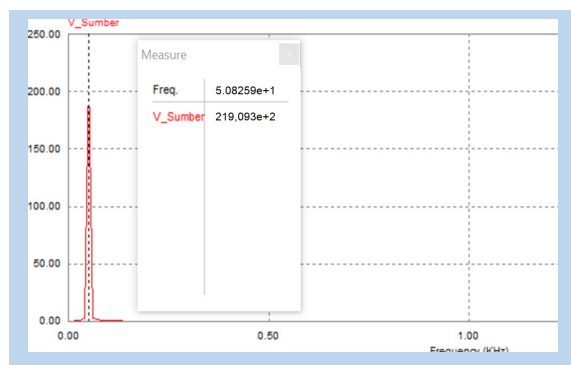 V_Sumber
250.00
Measure
Freq. 5.08259e+1
200.00
V_Sumber 219,093e+2
150.00
100.00
50.00
0.00
0.00 0.50 1.00
Frequency (KHz)